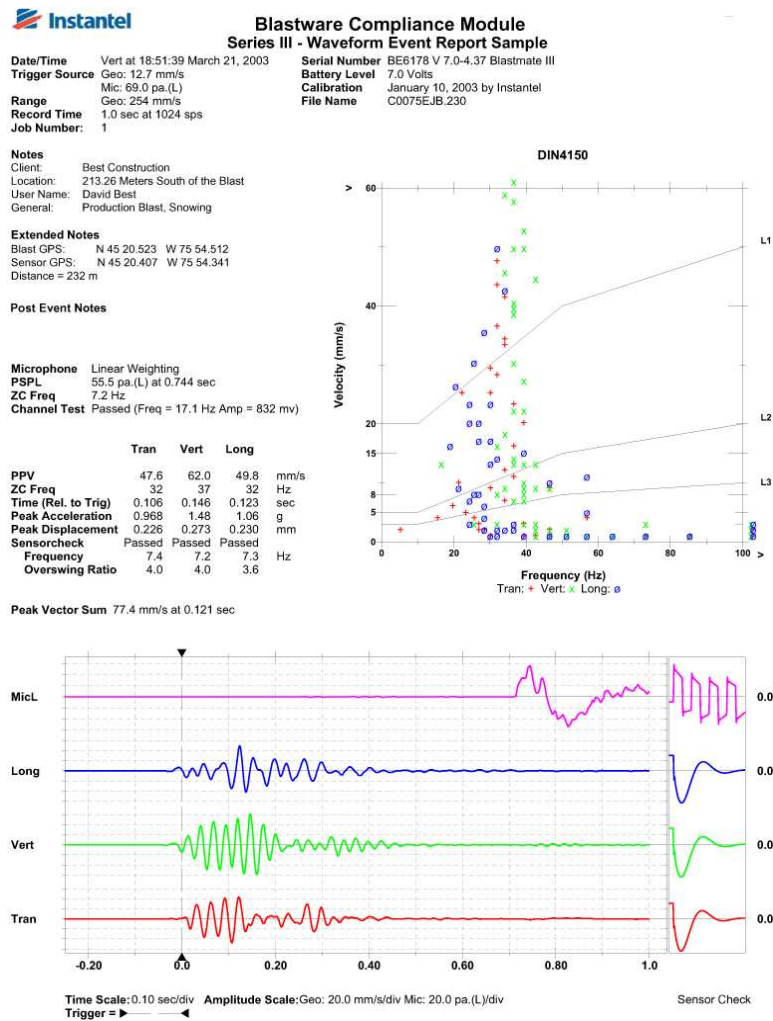 Instantel
Blastware Compliance Module
Series III - Waveform Event Report Sample
Date/Time Vert at 18:51:39 March 21, 2003
Trigger Source Geo: 12.7 mm/s
Mic: 69.0 pa.(L)
Range Geo: 254 mm/s
Record Time 1.0 sec at 1024 sps
Job Number: 1
Serial Number BE6178 V 7.0-4.37 Blastmate III
Battery Level 7.0 Volts
Calibration January 10, 2003 by Instantel
File Name C0075EJB.230
Notes
Client: Best Construction
Location: 213.26 Meters South of the Blast
User Name: David Best
General: Production Blast, Snowing
Extended Notes
Blast GPS: N 45 20.523 W 75 54.512
Sensor GPS: N 45 20.407 W 75 54.341
Distance = 232 m
Post Event Notes
Microphone Linear Weighting
PSPL 55.5 pa.(L) at 0.744 sec
ZC Freq 7.2 Hz
Channel Test Passed (Freq = 17.1 Hz Amp = 832 mv)
Tran Vert Long
PPV 47.6 62.0 49.8 mm/s
ZC Freq 32 37 32 Hz
Time (Rel. to Trig) 0.106 0.146 0.123 sec
Peak Acceleration 0.968 1.48 1.06 g
Peak Displacement 0.226 0.273 0.230 mm
Sensorcheck Passed Passed Passed
Frequency 7.4 7.2 7.3 Hz
Overswing Ratio 4.0 4.0 3.6
Peak Vector Sum 77.4 mm/s at 0.121 sec
DIN4150
> 60
40
20
15
8
5
0
Velocity (mm/s)
L1
L2
L3
0 20 40 60 80 100 >
Frequency (Hz)
Tran: + Vert: x Long: ø
MicL 0.0
Long 0.0
Vert 0.0
Tran 0.0
-0.20 0.0 0.20 0.40 0.60 0.80 1.0
Time Scale: 0.10 sec/div Amplitude Scale: Geo: 20.0 mm/s/div Mic: 20.0 pa.(L)/div
Sensor Check
Trigger =